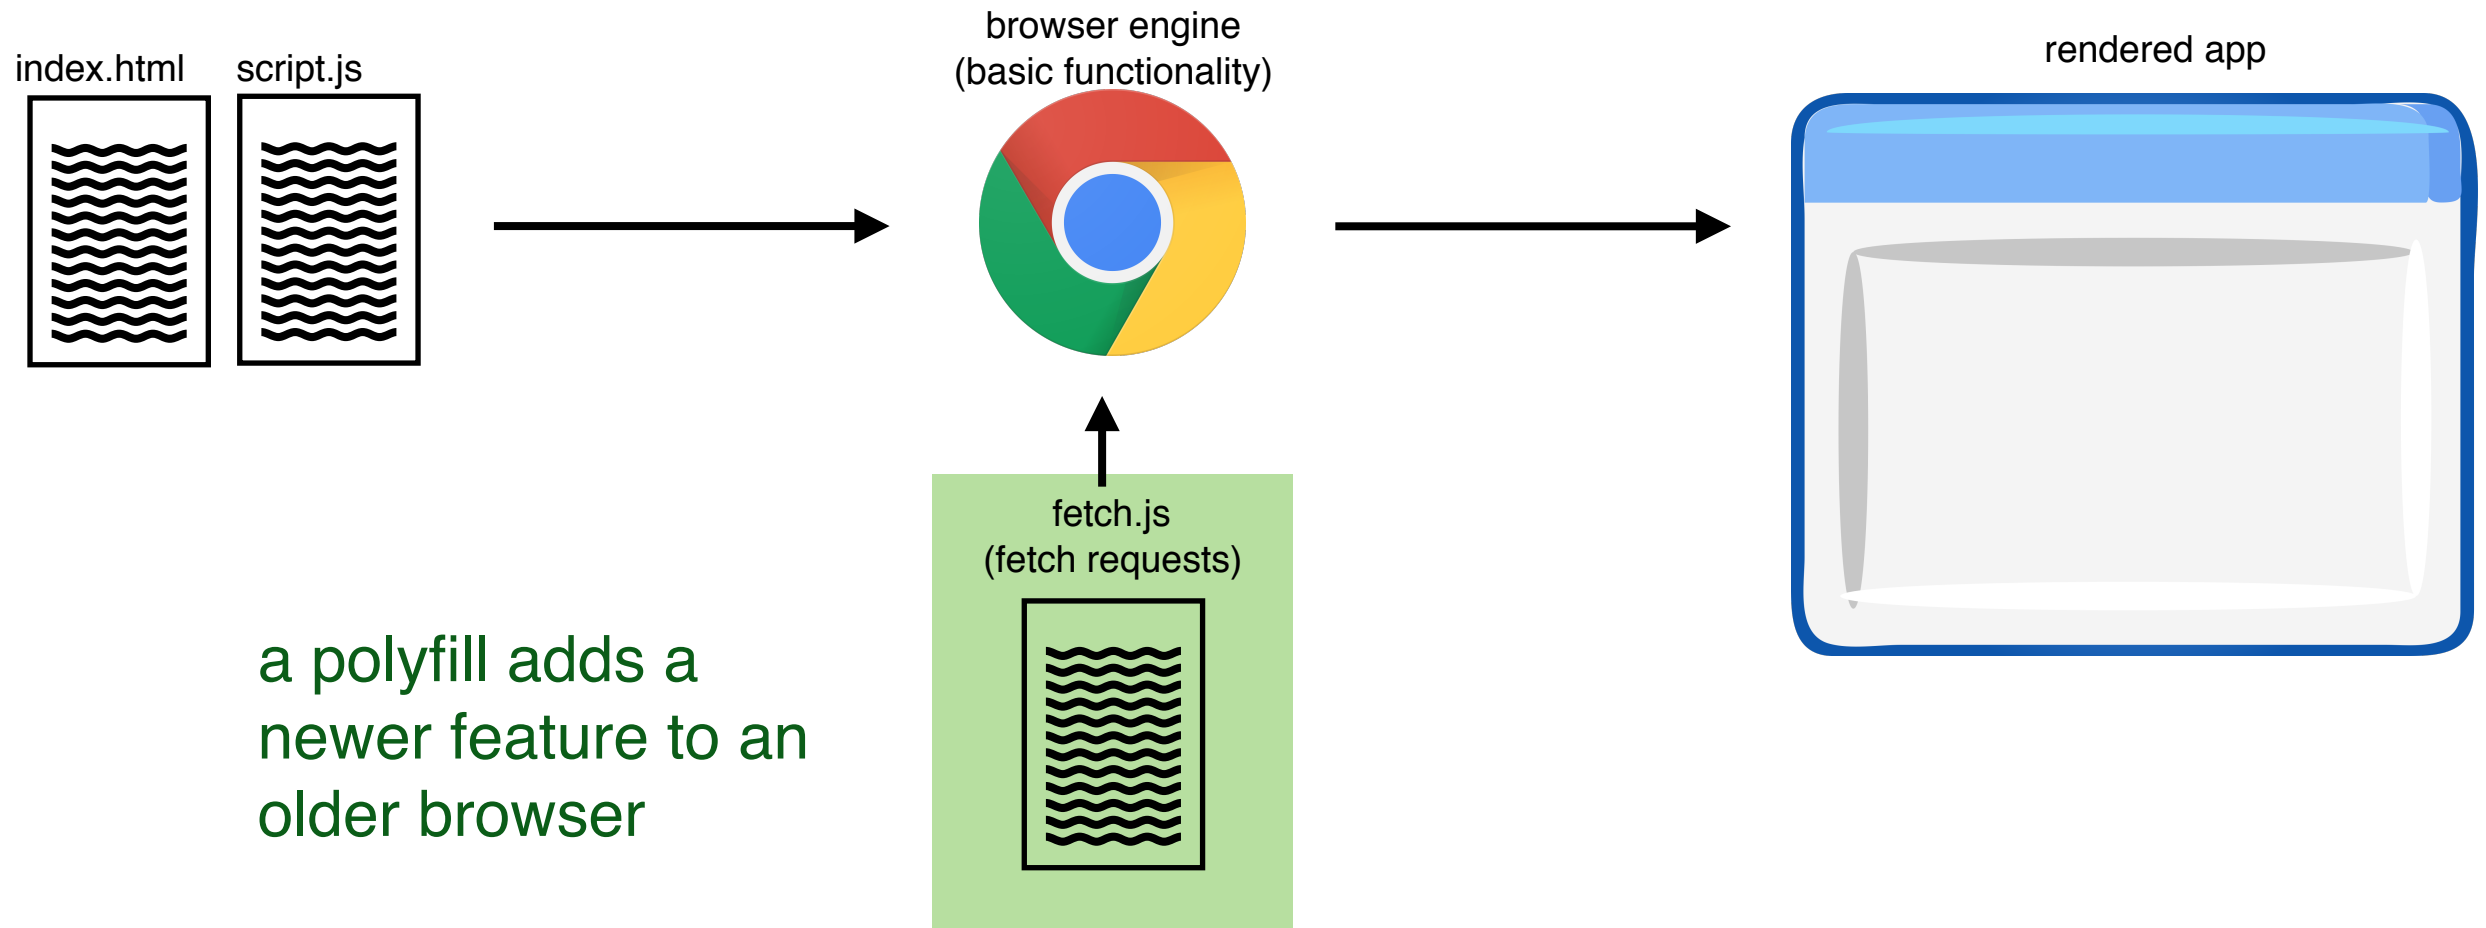 index.html
script.js
browser engine
(basic functionality)
rendered app
fetch.js
(fetch requests)
a polyfill adds a
newer feature to an
older browser